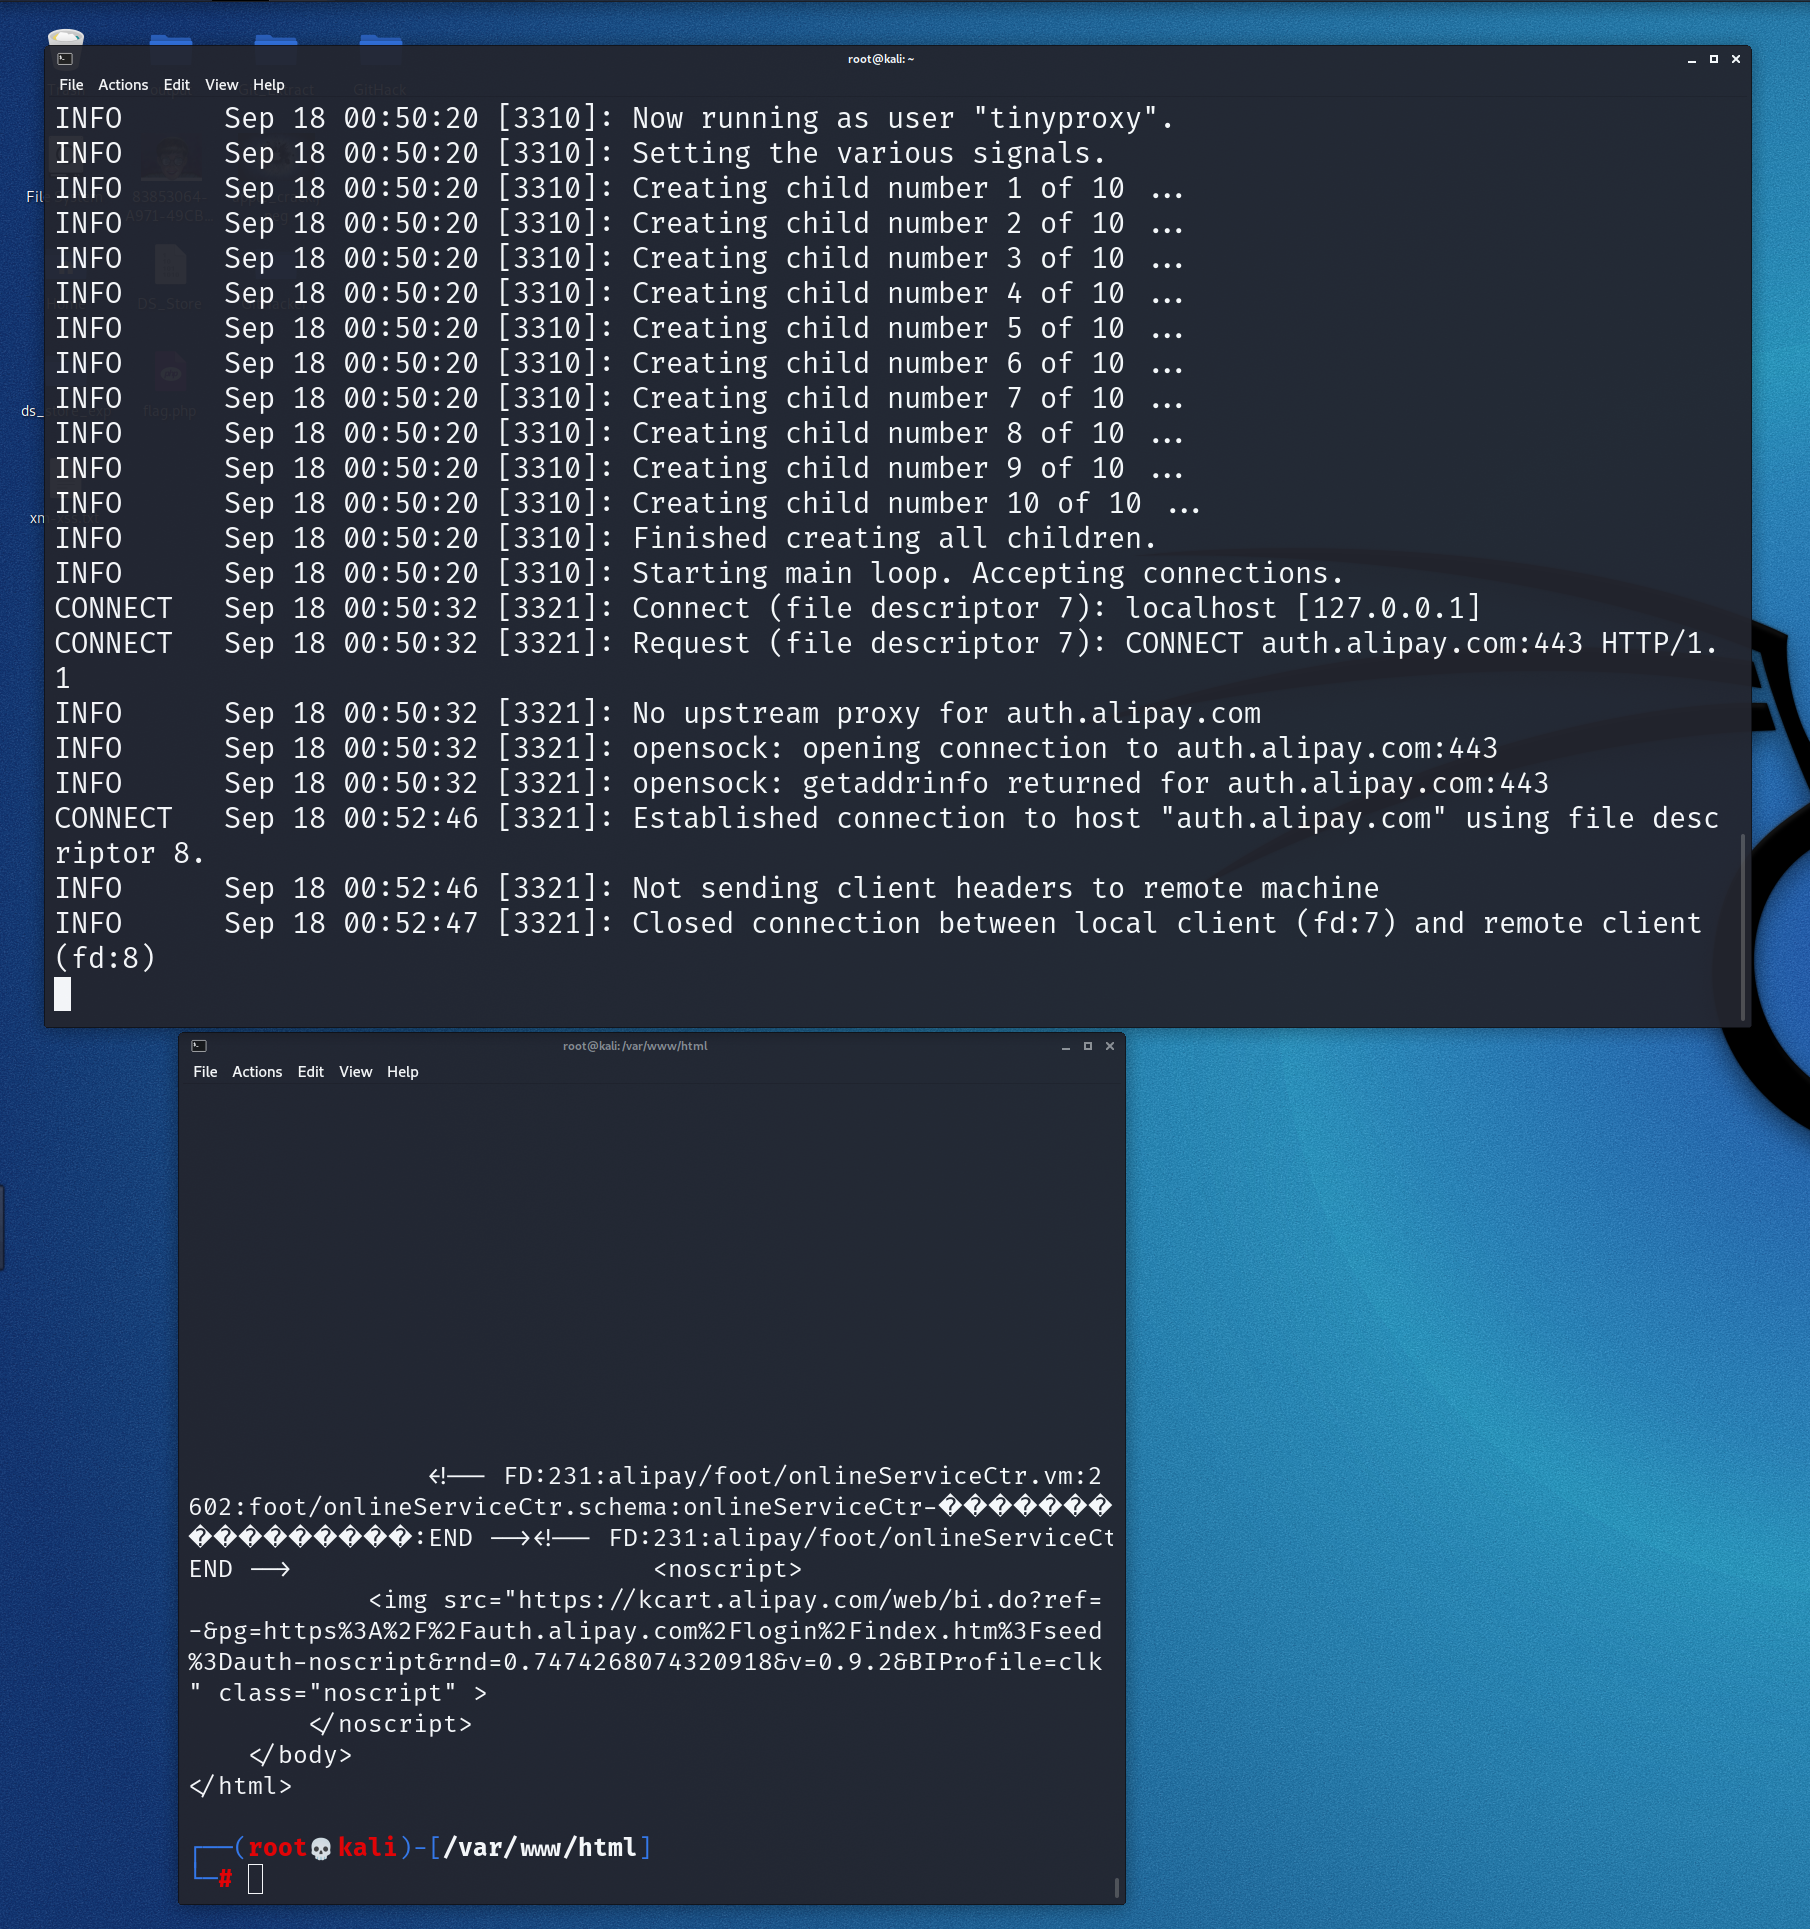 root@kali: ~
File Actions Edit View Help
INFO      Sep 18 00:50:20 [3310]: Now running as user "tinyproxy".
INFO      Sep 18 00:50:20 [3310]: Setting the various signals.
INFO      Sep 18 00:50:20 [3310]: Creating child number 1 of 10 ...
INFO      Sep 18 00:50:20 [3310]: Creating child number 2 of 10 ...
INFO      Sep 18 00:50:20 [3310]: Creating child number 3 of 10 ...
INFO      Sep 18 00:50:20 [3310]: Creating child number 4 of 10 ...
INFO      Sep 18 00:50:20 [3310]: Creating child number 5 of 10 ...
INFO      Sep 18 00:50:20 [3310]: Creating child number 6 of 10 ...
INFO      Sep 18 00:50:20 [3310]: Creating child number 7 of 10 ...
INFO      Sep 18 00:50:20 [3310]: Creating child number 8 of 10 ...
INFO      Sep 18 00:50:20 [3310]: Creating child number 9 of 10 ...
INFO      Sep 18 00:50:20 [3310]: Creating child number 10 of 10 ...
INFO      Sep 18 00:50:20 [3310]: Finished creating all children.
INFO      Sep 18 00:50:20 [3310]: Starting main loop. Accepting connections.
CONNECT   Sep 18 00:50:32 [3321]: Connect (file descriptor 7): localhost [127.0.0.1]
CONNECT   Sep 18 00:50:32 [3321]: Request (file descriptor 7): CONNECT auth.alipay.com:443 HTTP/1.
1
INFO      Sep 18 00:50:32 [3321]: No upstream proxy for auth.alipay.com
INFO      Sep 18 00:50:32 [3321]: opensock: opening connection to auth.alipay.com:443
INFO      Sep 18 00:50:32 [3321]: opensock: getaddrinfo returned for auth.alipay.com:443
CONNECT   Sep 18 00:52:46 [3321]: Established connection to host "auth.alipay.com" using file desc
riptor 8.
INFO      Sep 18 00:52:46 [3321]: Not sending client headers to remote machine
INFO      Sep 18 00:52:47 [3321]: Closed connection between local client (fd:7) and remote client
(fd:8)
GitHack
83853064-
A971-49CB...
DS_Store
flag.php
root@kali: /var/www/html
File Actions Edit View Help
<!-- FD:231:alipay/foot/onlineServiceCtr.vm:2
602:foot/onlineServiceCtr.schema:onlineServiceCtr-�������
���������:END --><!-- FD:231:alipay/foot/onlineServiceCt
END -->                        <noscript>
<img src="https://kcart.alipay.com/web/bi.do?ref=
-&pg=https%3A%2F%2Fauth.alipay.com%2Flogin%2Findex.htm%3Fseed
%3Dauth-noscript&rnd=0.7474268074320918&v=0.9.2&BIProfile=clk
" class="noscript" >
</noscript>
</body>
</html>
┌──(root💀kali)-[/var/www/html]
└─#